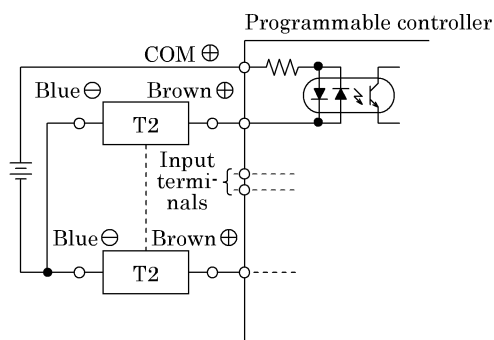 Programmable controller
COM ⊕
Blue ⊖
Brown ⊕
T2
Input
termi-
nals
Blue ⊖
Brown ⊕
T2